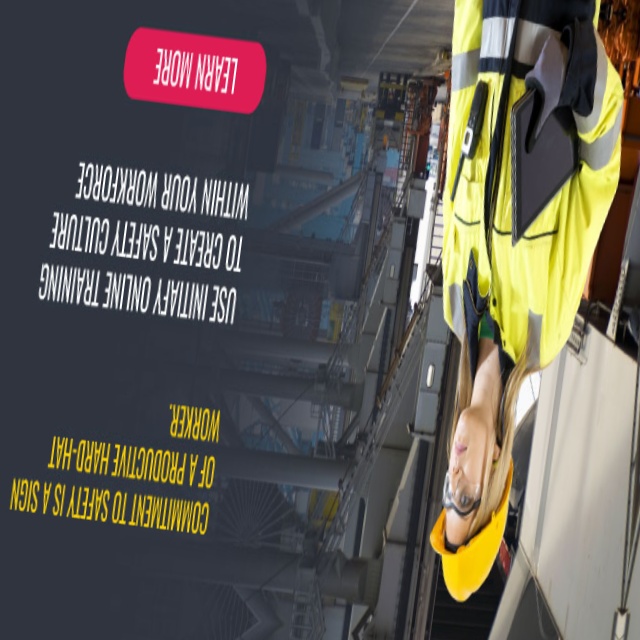 COMMITMENT TO SAFETY IS A SIGN
OF A PRODUCTIVE HARD-HAT
WORKER.
USE INITIAFY ONLINE TRAINING
TO CREATE A SAFETY CULTURE
WITHIN YOUR WORKFORCE
LEARN MORE